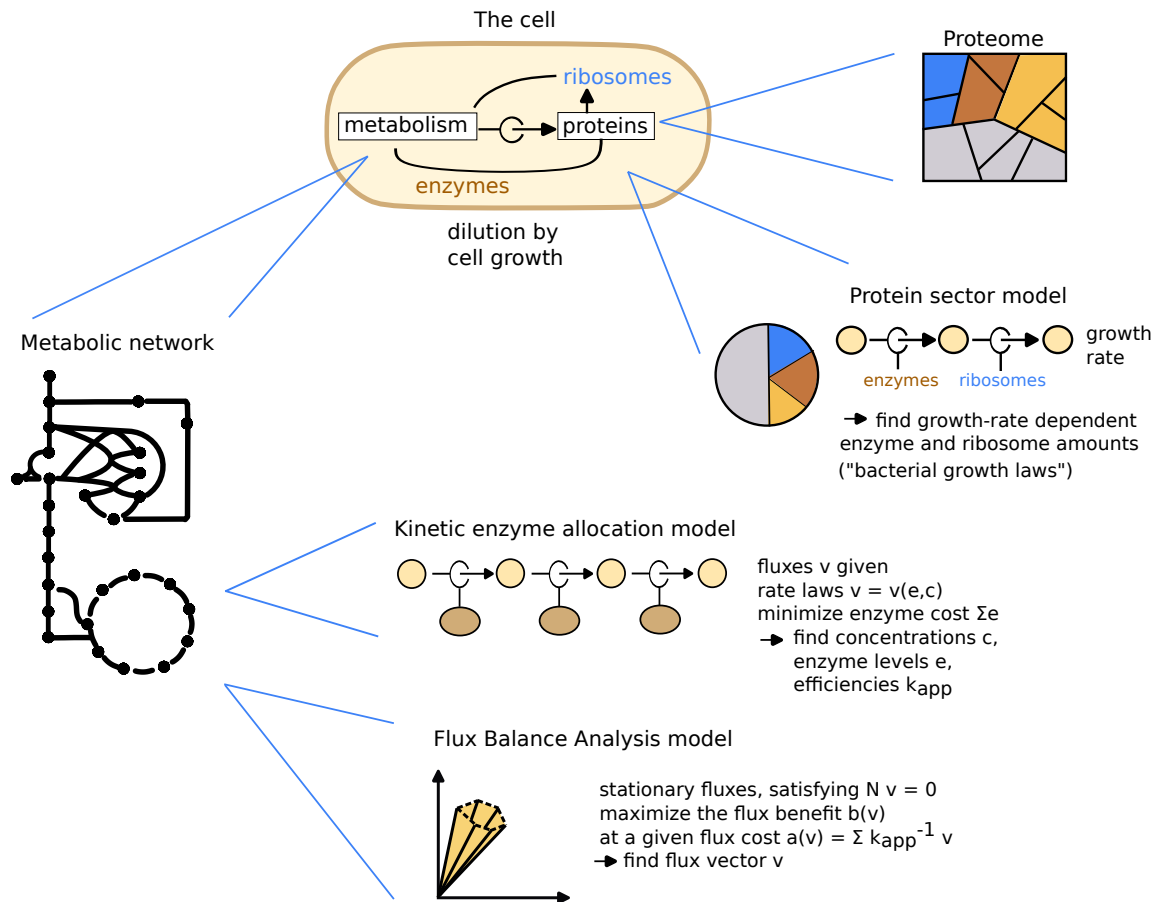 The cell
ribosomes
metabolism
proteins
enzymes
dilution by
cell growth
Proteome
Protein sector model
growth
rate
enzymes
ribosomes
find growth-rate dependent
enzyme and ribosome amounts
("bacterial growth laws")
Metabolic network
Kinetic enzyme allocation model
fluxes v given
rate laws v = v(e,c)
minimize enzyme cost Σe
→ find concentrations c,
enzyme levels e,
efficiencies k_app
Flux Balance Analysis model
stationary fluxes, satisfying N v = 0
maximize the flux benefit b(v)
at a given flux cost a(v) = Σ k_app^-1 v
→ find flux vector v